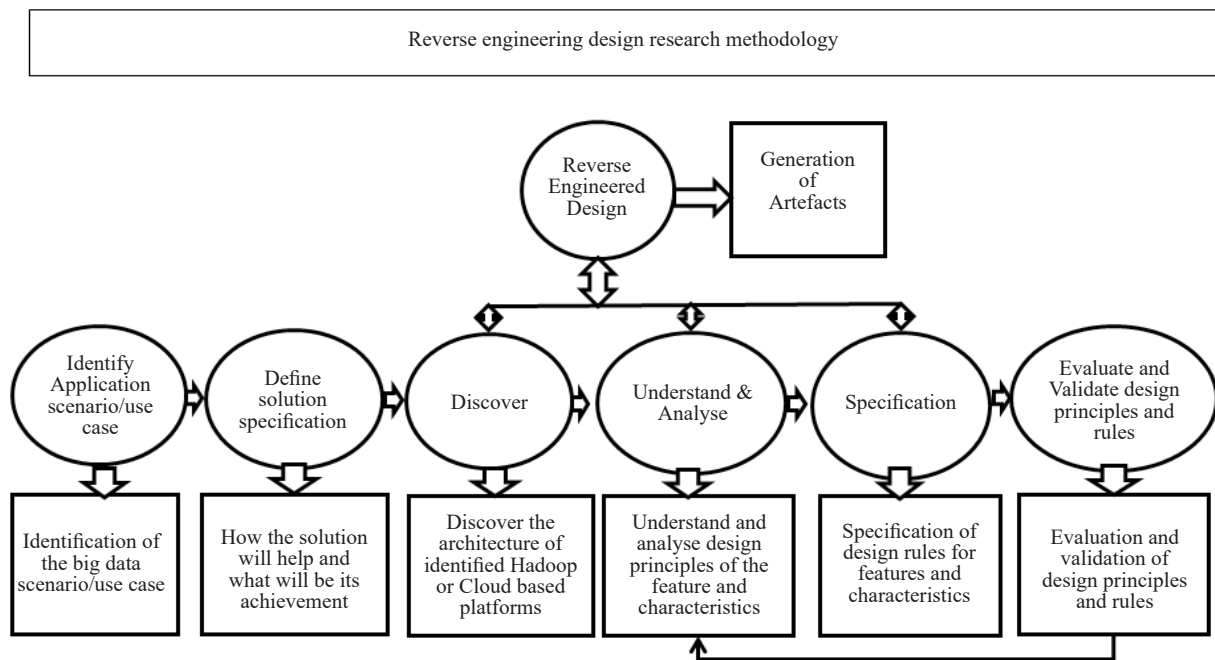 Reverse engineering design research methodology
Reverse
Engineered
Design
Generation
of
Artefacts
Identify
Application
scenario/use
case
Define
solution
specification
Discover
Understand &
Analyse
Specification
Evaluate and
Validate design
principles and
rules
Identification of
the big data
scenario/use case
How the solution
will help and
what will be its
achievement
Discover the
architecture of
identified Hadoop
or Cloud based
platforms
Understand and
analyse design
principles of the
feature and
characteristics
Specification of
design rules for
features and
characteristics
Evaluation and
validation of
design principles
and rules